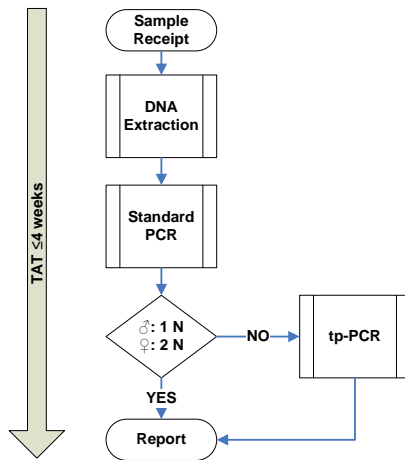 Sample
Receipt
DNA
Extraction
Standard
PCR
♂: 1 N
♀: 2 N
NO
tp-PCR
YES
Report
TAT ≤4 weeks